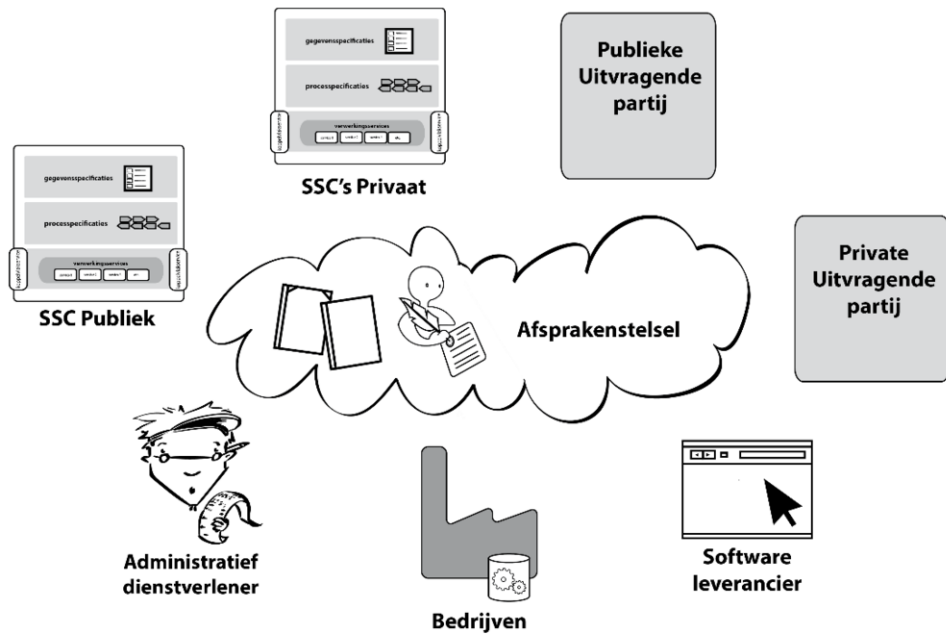 gegevensspecificaties
processpecificaties
verwerkingsservices
SSC's Privaat
Publieke
Uitvragende
partij
gegevensspecificaties
processpecificaties
verwerkingsservices
SSC Publiek
Afsprakenstelsel
Private
Uitvragende
partij
Administratief
dienstverlener
Bedrijven
Software
leverancier